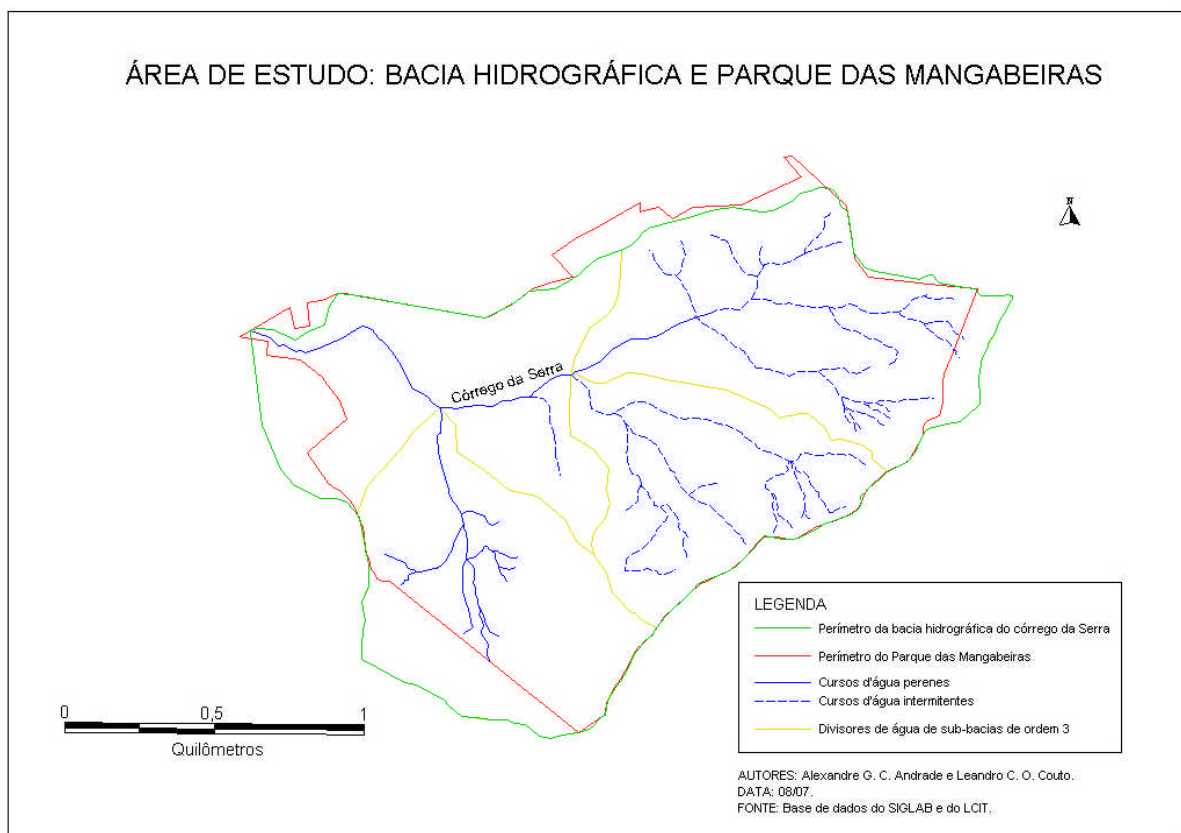 ÁREA DE ESTUDO: BACIA HIDROGRÁFICA E PARQUE DAS MANGABEIRAS
N
Córrego da Serra
0 0,5 1
Quilômetros
LEGENDA
Perímetro da bacia hidrográfica do córrego da Serra
Perímetro do Parque das Mangabeiras
Cursos d'água perenes
Cursos d'água intermitentes
Divisores de água de sub-bacias de ordem 3
AUTORES: Alexandre G. C. Andrade e Leandro C. O. Couto.
DATA: 08/07.
FONTE: Base de dados do SIGLAB e do LCIT.